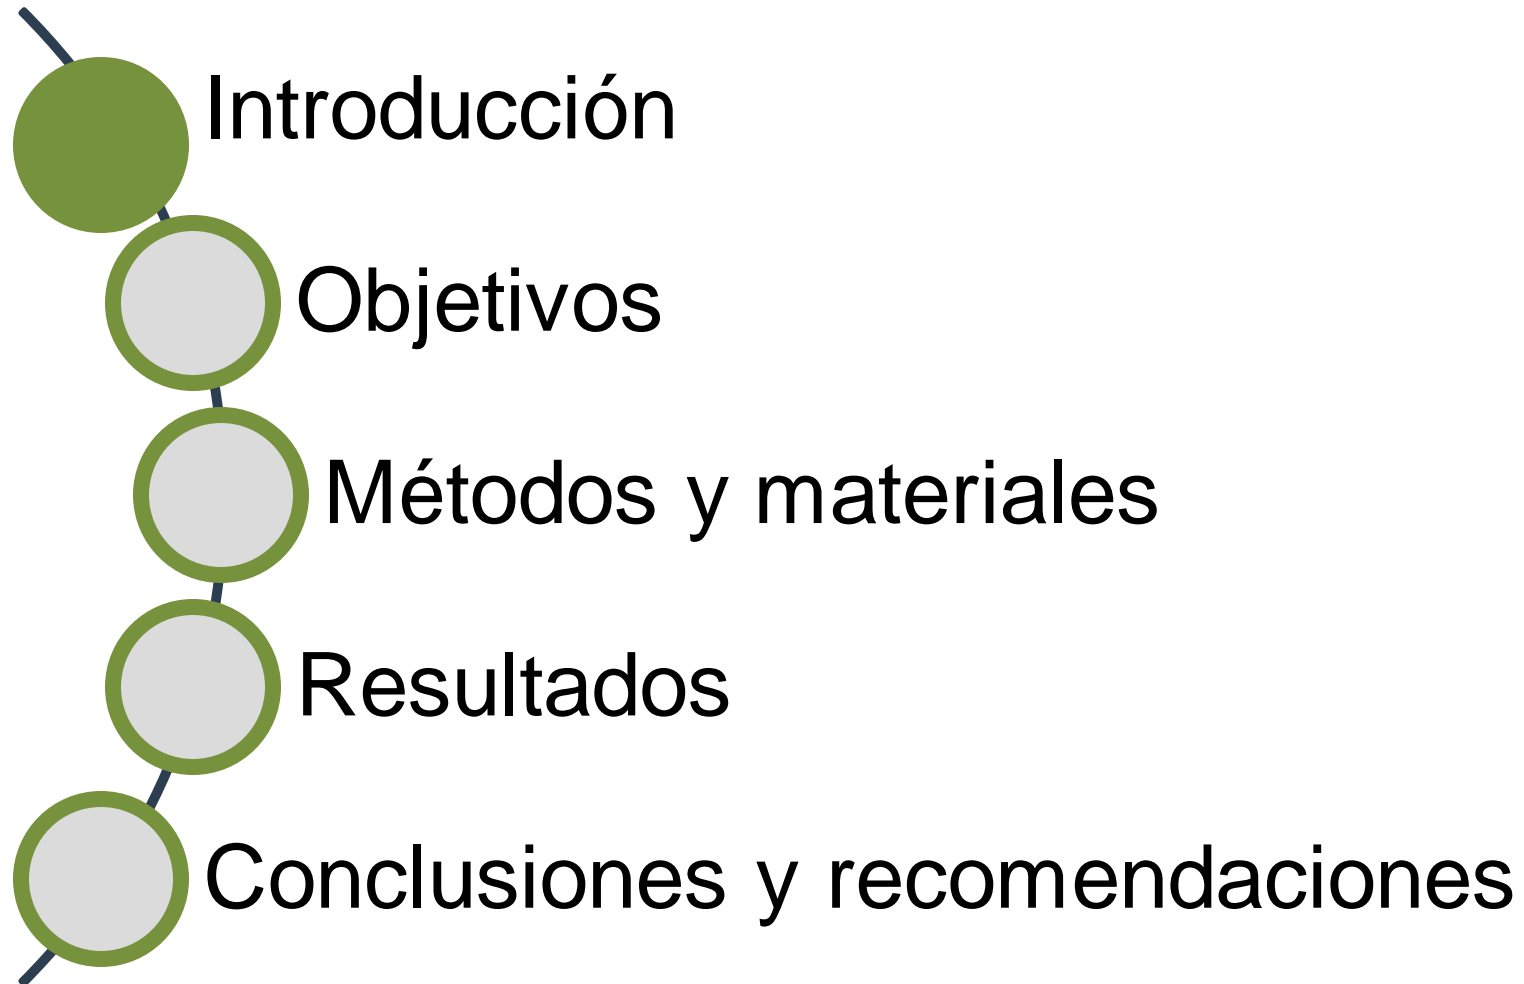 Introducción
Objetivos
Métodos y materiales
Resultados
Conclusiones y recomendaciones